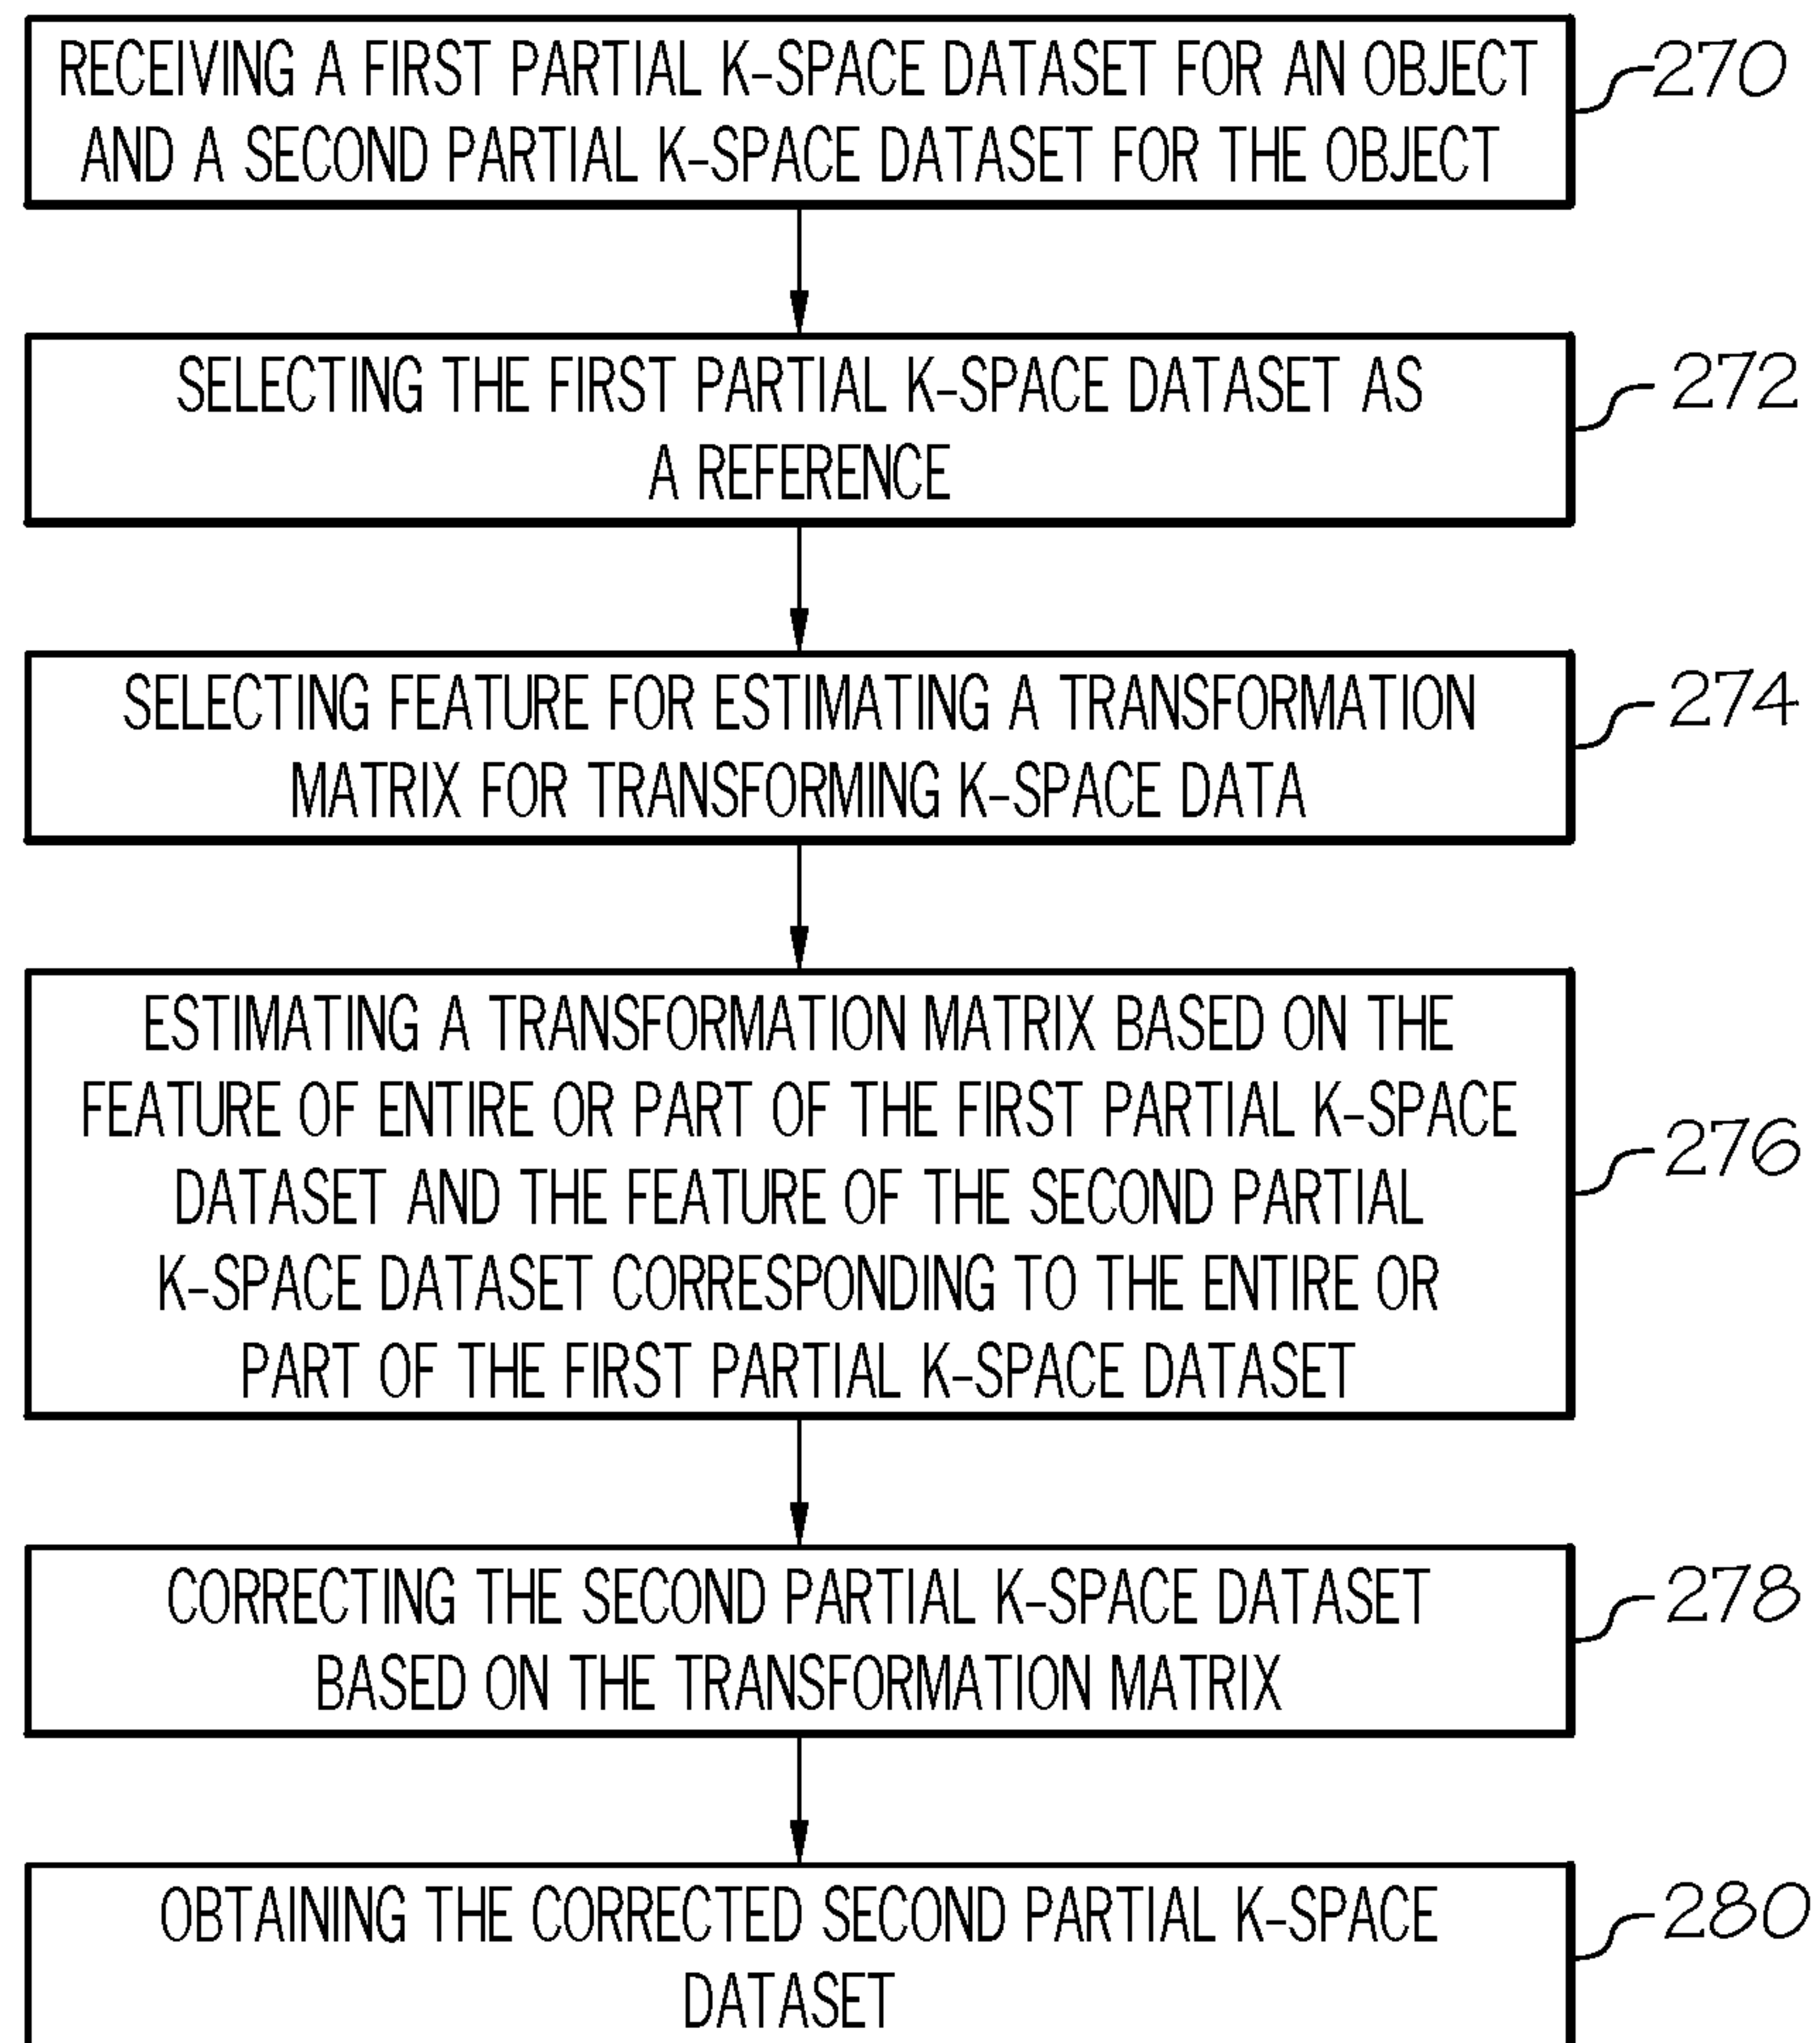 RECEIVING A FIRST PARTIAL K-SPACE DATASET FOR AN OBJECT
AND A SECOND PARTIAL K-SPACE DATASET FOR THE OBJECT
270
SELECTING THE FIRST PARTIAL K-SPACE DATASET AS
A REFERENCE
272
SELECTING FEATURE FOR ESTIMATING A TRANSFORMATION
MATRIX FOR TRANSFORMING K-SPACE DATA
274
ESTIMATING A TRANSFORMATION MATRIX BASED ON THE
FEATURE OF ENTIRE OR PART OF THE FIRST PARTIAL K-SPACE
DATASET AND THE FEATURE OF THE SECOND PARTIAL
K-SPACE DATASET CORRESPONDING TO THE ENTIRE OR
PART OF THE FIRST PARTIAL K-SPACE DATASET
276
CORRECTING THE SECOND PARTIAL K-SPACE DATASET
BASED ON THE TRANSFORMATION MATRIX
278
OBTAINING THE CORRECTED SECOND PARTIAL K-SPACE
DATASET
280